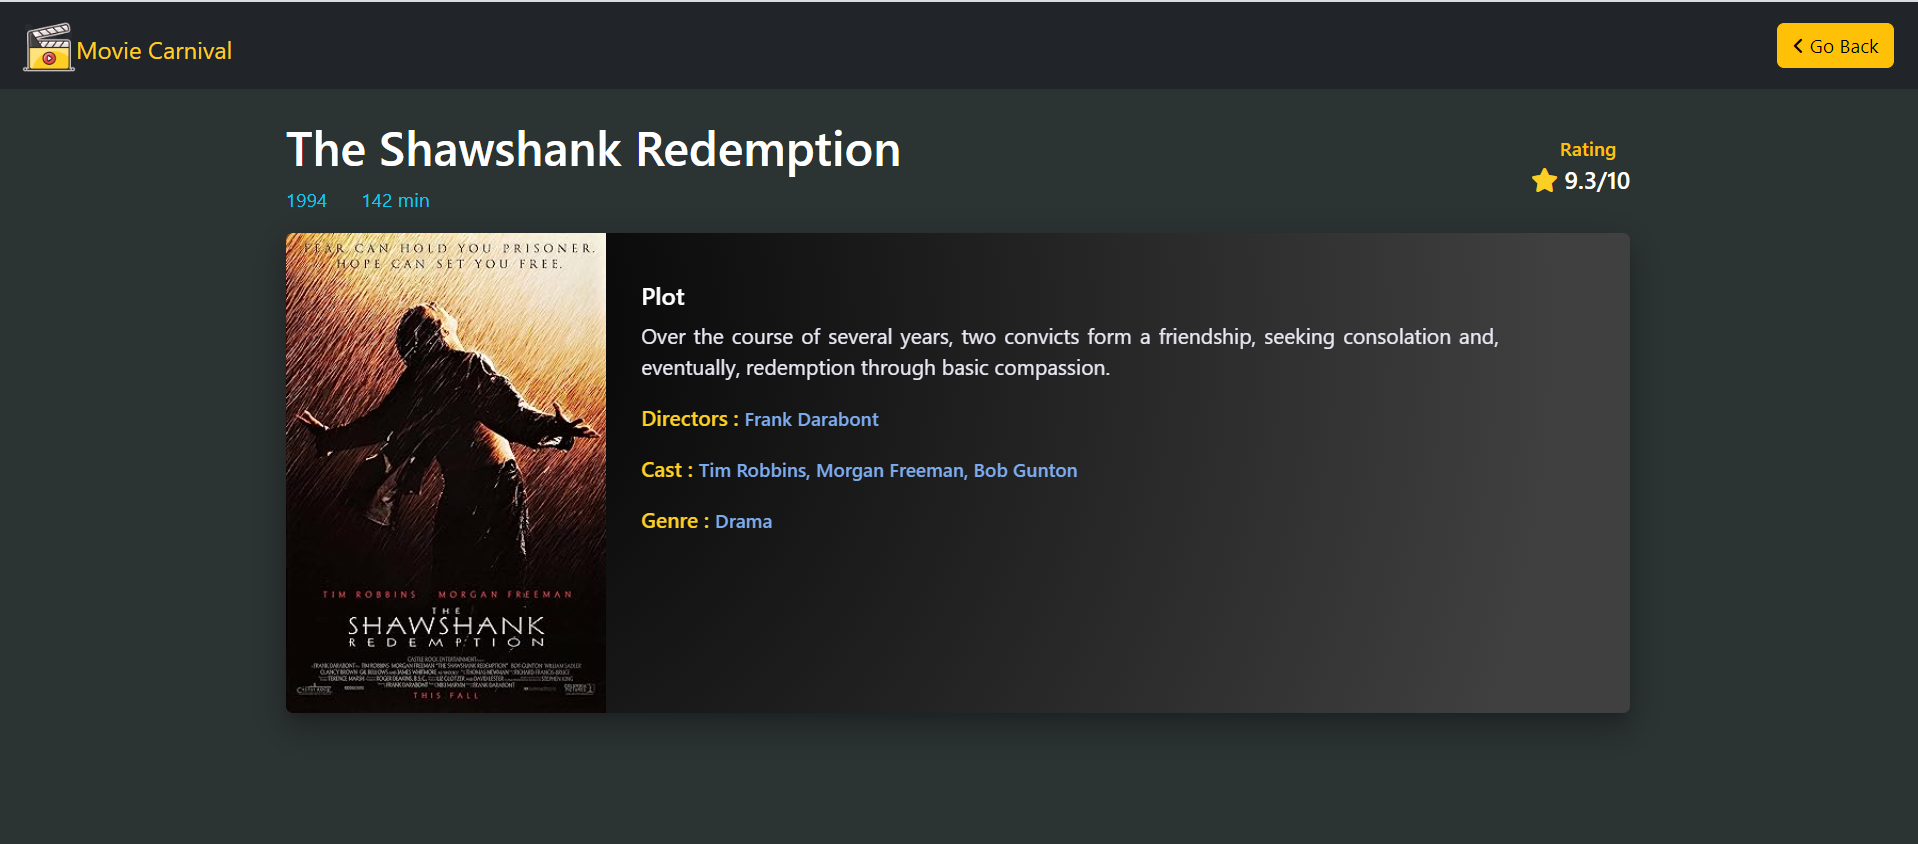 Movie Carnival
Go Back
The Shawshank Redemption
1994 142 min
Rating
9.3/10
FEAR CAN HOLD YOU PRISONER.
HOPE CAN SET YOU FREE.
Plot
Over the course of several years, two convicts form a friendship, seeking consolation and,
eventually, redemption through basic compassion.
Directors : Frank Darabont
Cast : Tim Robbins, Morgan Freeman, Bob Gunton
Genre : Drama
TIM ROBBINS MORGAN FREEMAN
THE
SHAWSHANK
REDEMPTION
CASTLE ROCK ENTERTAINMENT
THIS FALL